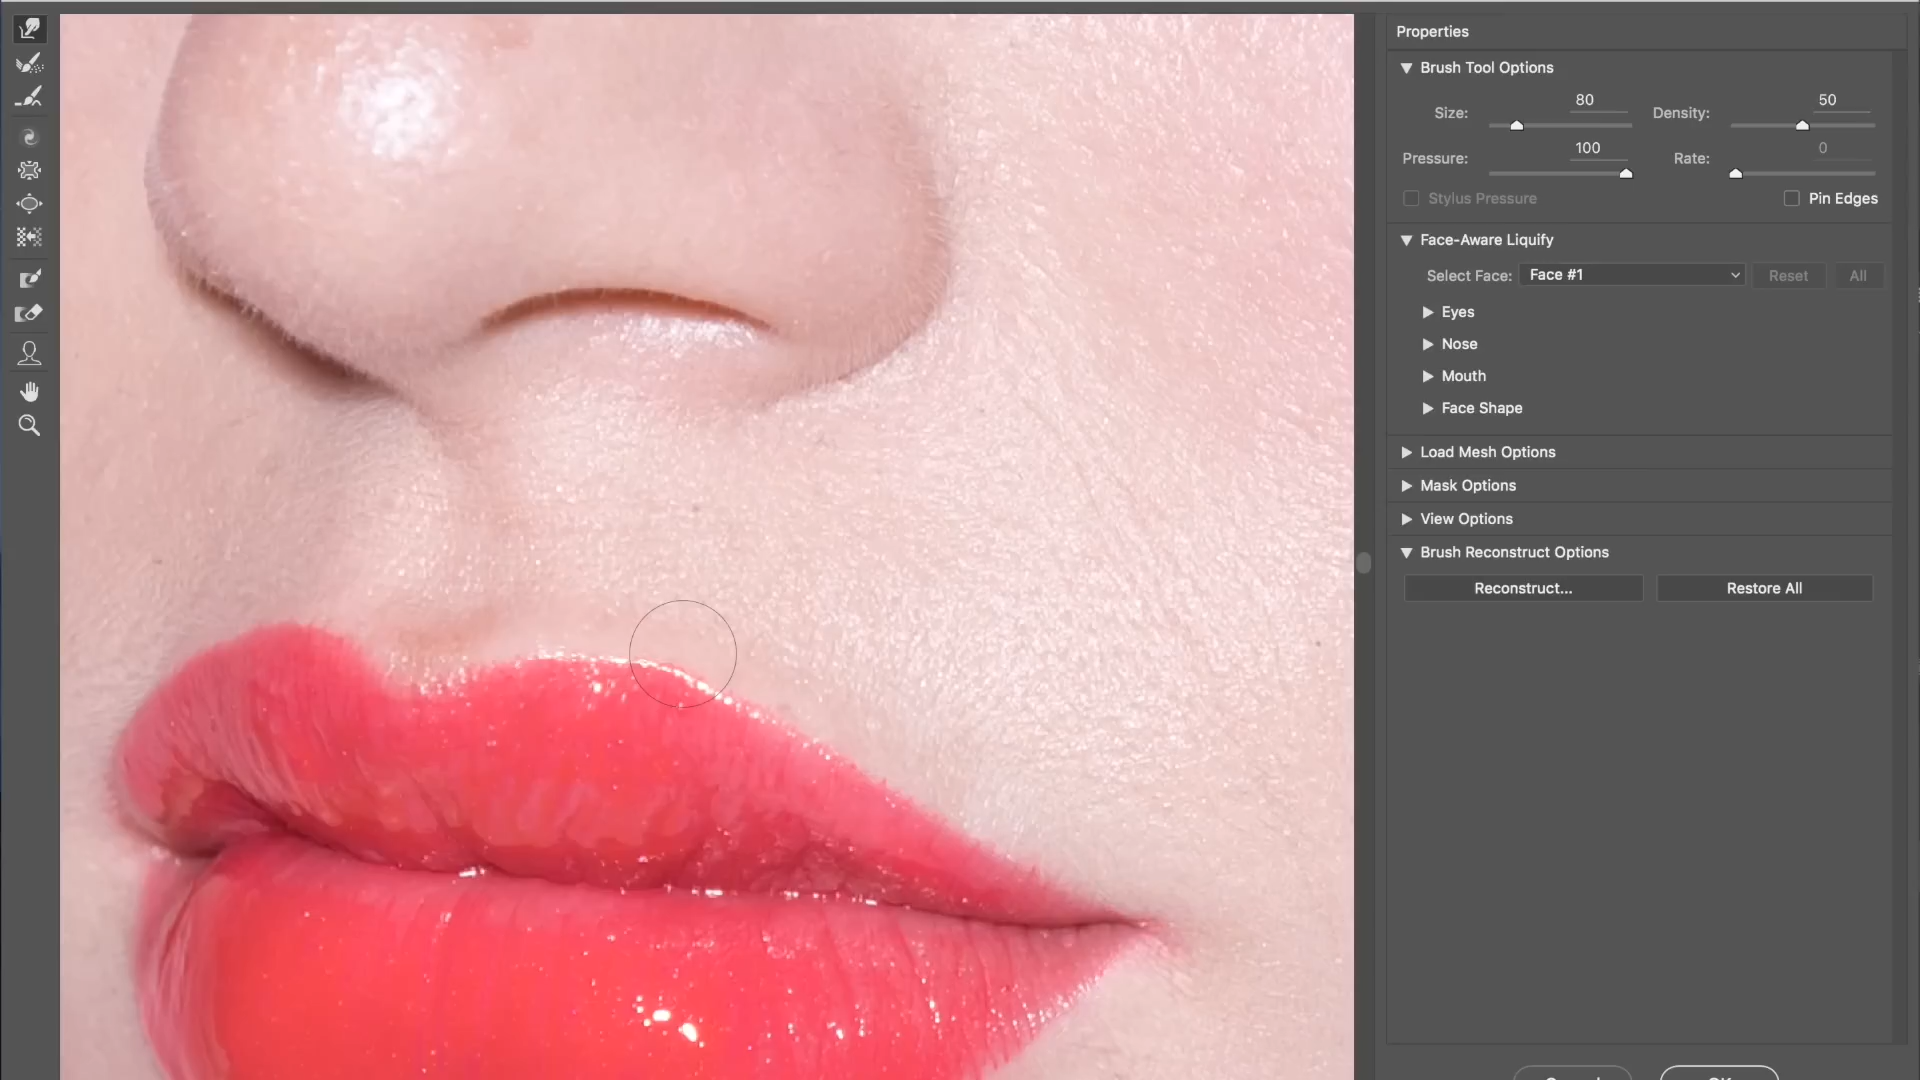 Properties
Brush Tool Options
Size: 80 Density: 50
Pressure: 100 Rate: 0
Stylus Pressure Pin Edges
Face-Aware Liquify
Select Face: Face #1 Reset All
Eyes
Nose
Mouth
Face Shape
Load Mesh Options
Mask Options
View Options
Brush Reconstruct Options
Reconstruct... Restore All